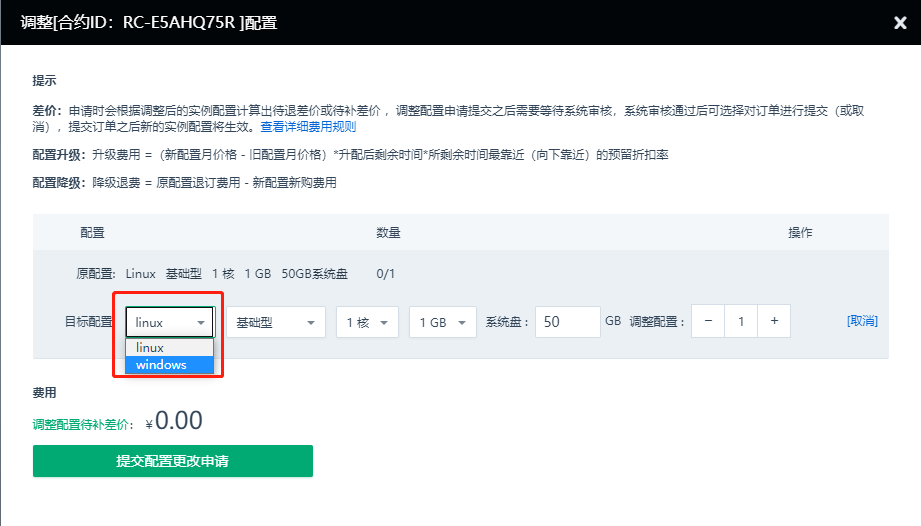 调整[合约ID：RC-E5AHQ75R ]配置
提示
差价：申请时会根据调整后的实例配置计算出待退差价或待补差价 ，调整配置申请提交之后需要等待系统审核，系统审核通过后可选择对订单进行提交（或取
消），提交订单之后新的实例配置将生效。查看详细费用规则
配置升级：升级费用 =（新配置月价格 - 旧配置月价格）*升配后剩余时间*所剩余时间最靠近（向下靠近）的预留折扣率
配置降级：降级退费 = 原配置退订费用 - 新配置新购费用
配置 数量 操作
原配置: Linux 基础型 1 核 1 GB 50GB系统盘 0/1
目标配置 linux 基础型 1 核 1 GB 系统盘： 50 GB 调整配置： − 1 + [取消]
linux
windows
费用
调整配置待补差价： ¥0.00
提交配置更改申请